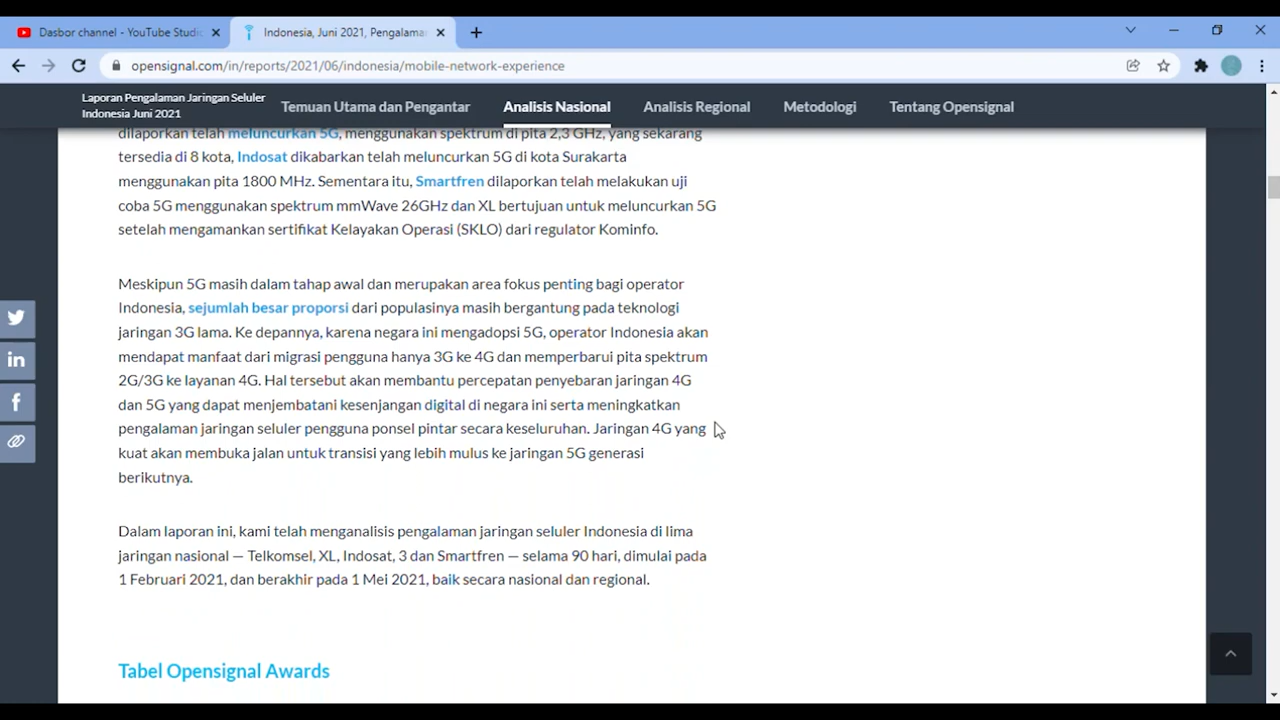 Dasbor channel - YouTube Studio
Indonesia, Juni 2021, Pengalaman
opensignal.com/in/reports/2021/06/indonesia/mobile-network-experience
Laporan Pengalaman Jaringan Seluler
Indonesia Juni 2021
Temuan Utama dan Pengantar
Analisis Nasional
Analisis Regional
Metodologi
Tentang Opensignal
dilaporkan telah meluncurkan 5G, menggunakan spektrum di pita 2,3 GHz, yang sekarang
tersedia di 8 kota, Indosat dikabarkan telah meluncurkan 5G di kota Surakarta
menggunakan pita 1800 MHz. Sementara itu, Smartfren dilaporkan telah melakukan uji
coba 5G menggunakan spektrum mmWave 26GHz dan XL bertujuan untuk meluncurkan 5G
setelah mengamankan sertifikat Kelayakan Operasi (SKLO) dari regulator Kominfo.
Meskipun 5G masih dalam tahap awal dan merupakan area fokus penting bagi operator
Indonesia, sejumlah besar proporsi dari populasinya masih bergantung pada teknologi
jaringan 3G lama. Ke depannya, karena negara ini mengadopsi 5G, operator Indonesia akan
mendapat manfaat dari migrasi pengguna hanya 3G ke 4G dan memperbarui pita spektrum
2G/3G ke layanan 4G. Hal tersebut akan membantu percepatan penyebaran jaringan 4G
dan 5G yang dapat menjembatani kesenjangan digital di negara ini serta meningkatkan
pengalaman jaringan seluler pengguna ponsel pintar secara keseluruhan. Jaringan 4G yang
kuat akan membuka jalan untuk transisi yang lebih mulus ke jaringan 5G generasi
berikutnya.
Dalam laporan ini, kami telah menganalisis pengalaman jaringan seluler Indonesia di lima
jaringan nasional — Telkomsel, XL, Indosat, 3 dan Smartfren — selama 90 hari, dimulai pada
1 Februari 2021, dan berakhir pada 1 Mei 2021, baik secara nasional dan regional.
Tabel Opensignal Awards